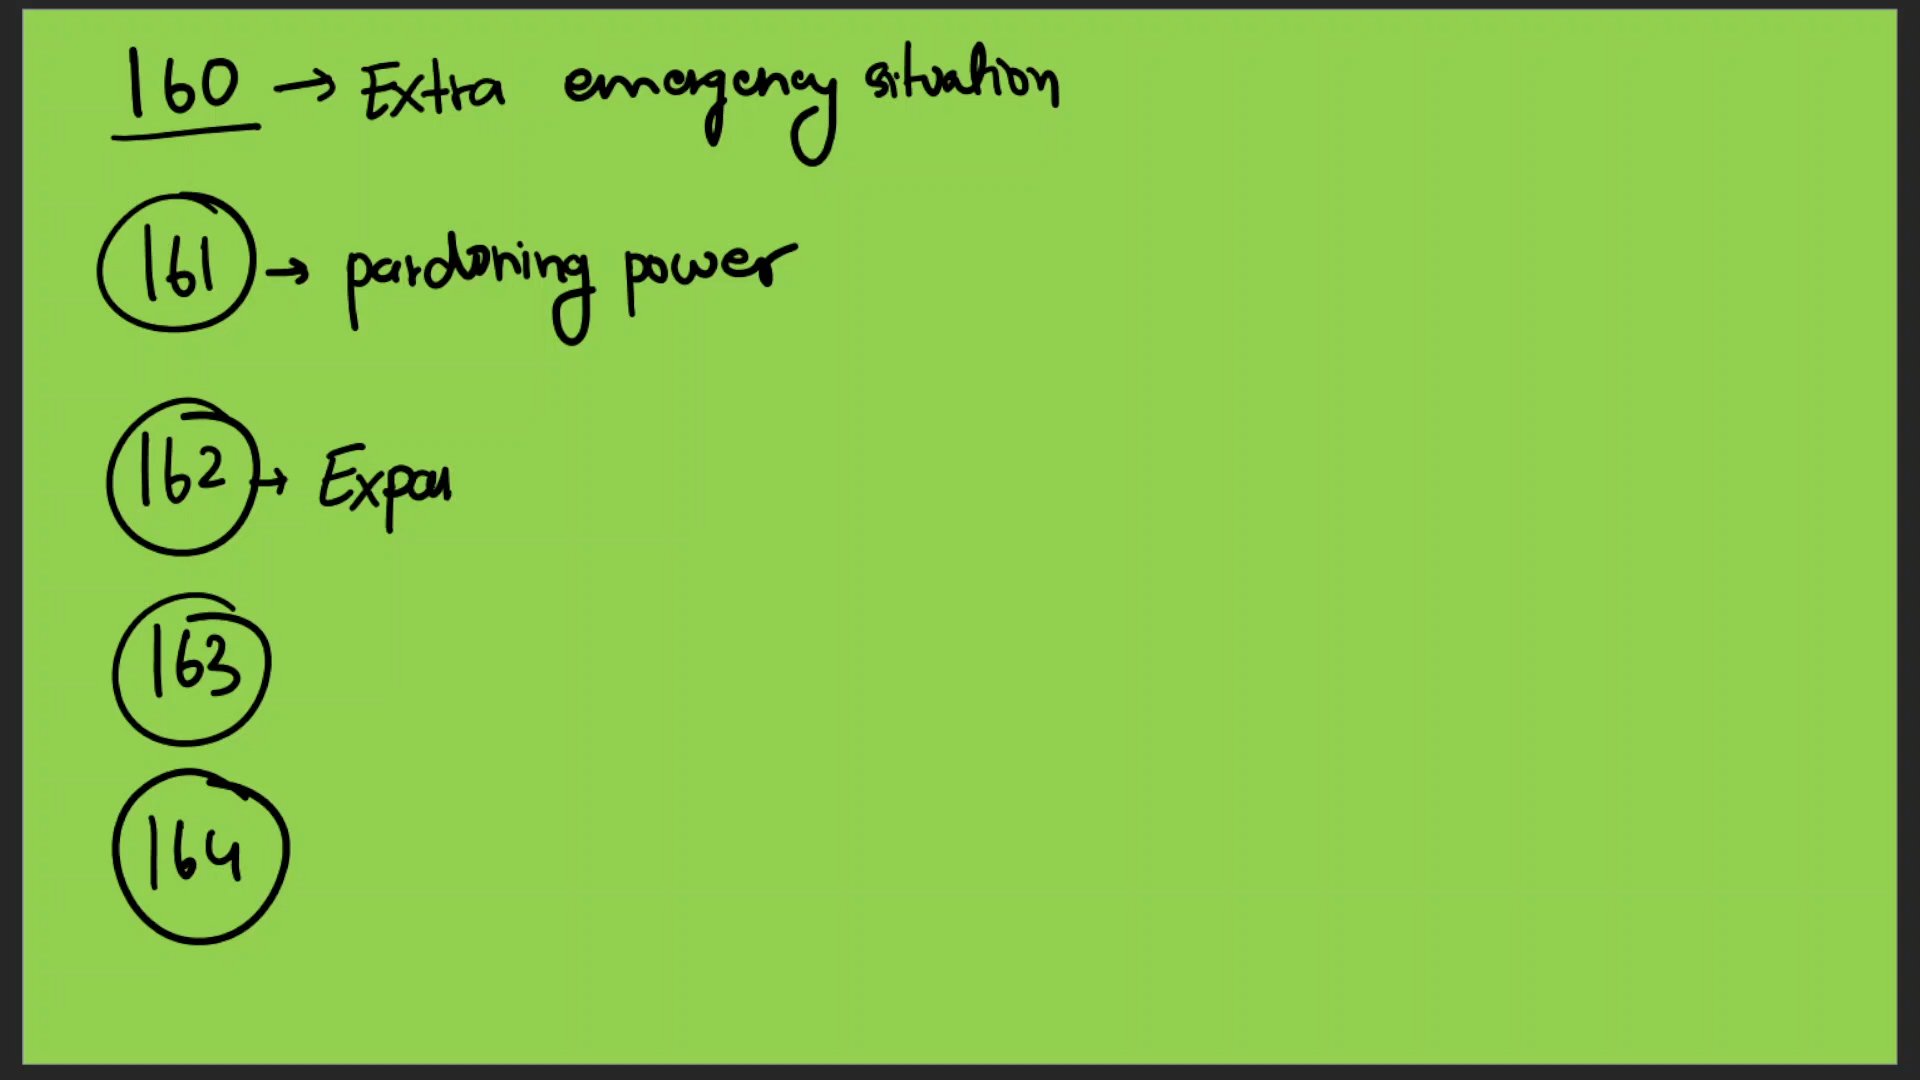 160 → Extra emergency situation
161 → pardoning power
162 → Expan
163
164